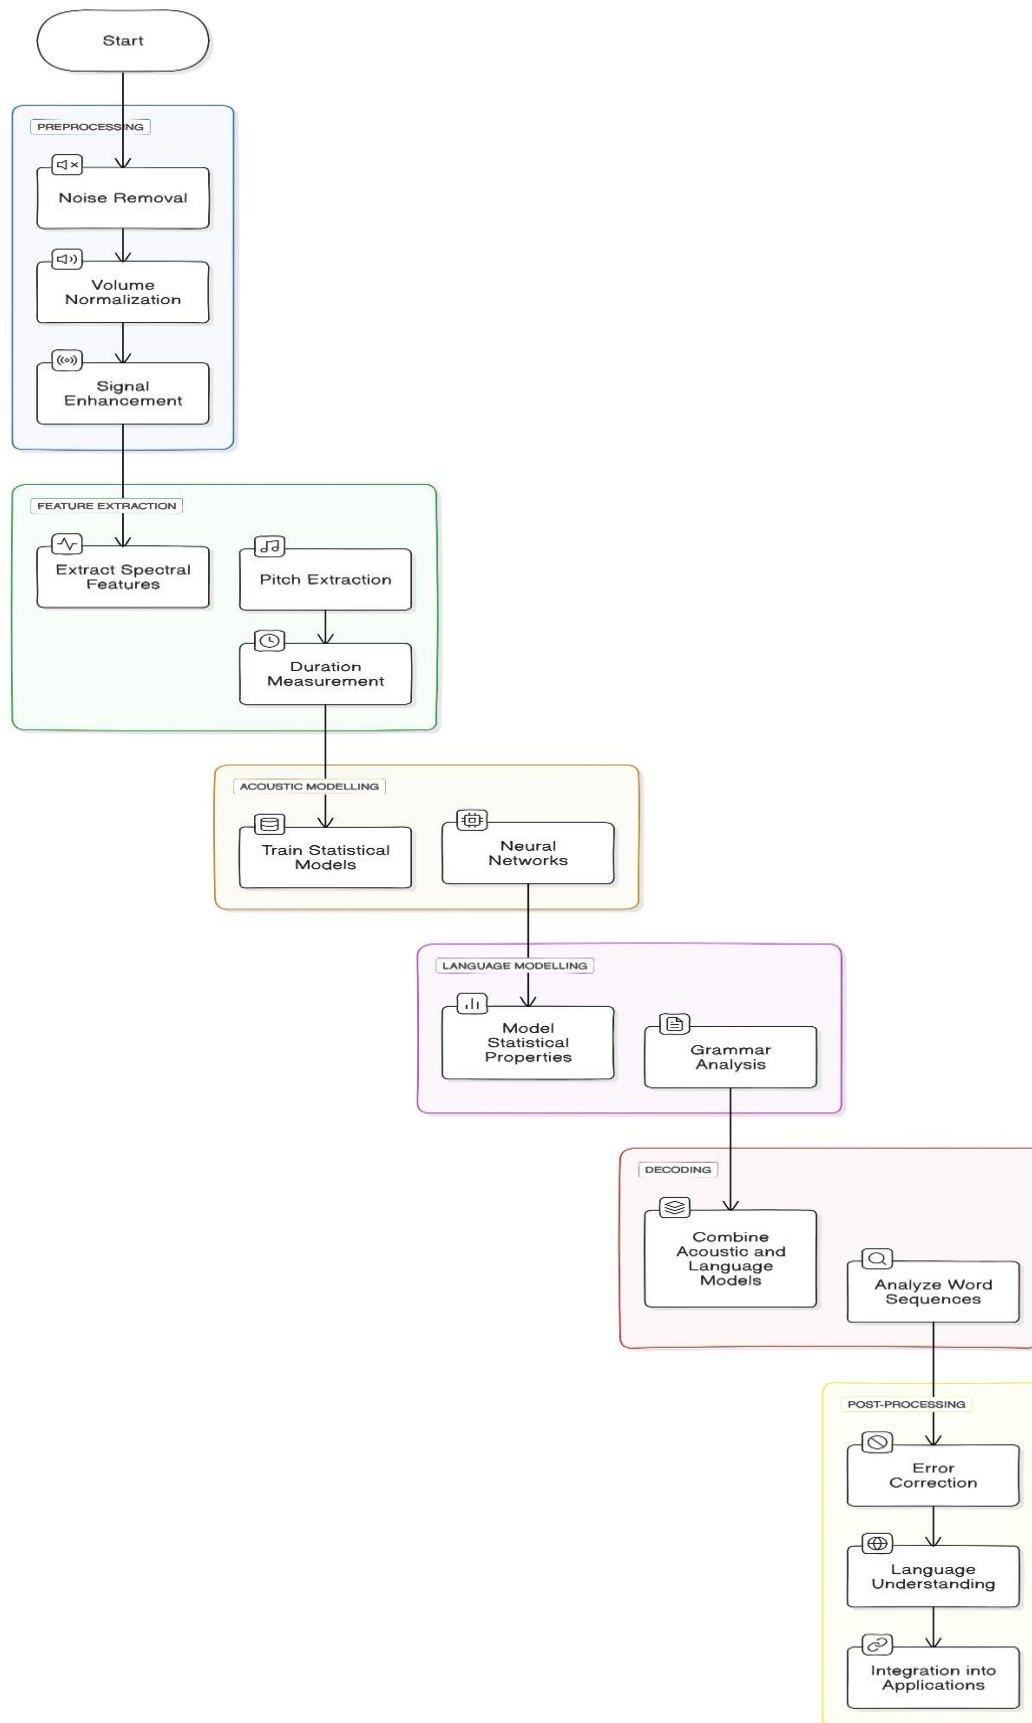 Start
PREPROCESSING
Noise Removal
Volume
Normalization
Signal
Enhancement
FEATURE EXTRACTION
Extract Spectral
Features
Pitch Extraction
Duration
Measurement
ACOUSTIC MODELLING
Train Statistical
Models
Neural
Networks
LANGUAGE MODELLING
Model
Statistical
Properties
Grammar
Analysis
DECODING
Combine
Acoustic and
Language
Models
Analyze Word
Sequences
POST-PROCESSING
Error
Correction
Language
Understanding
Integration into
Applications